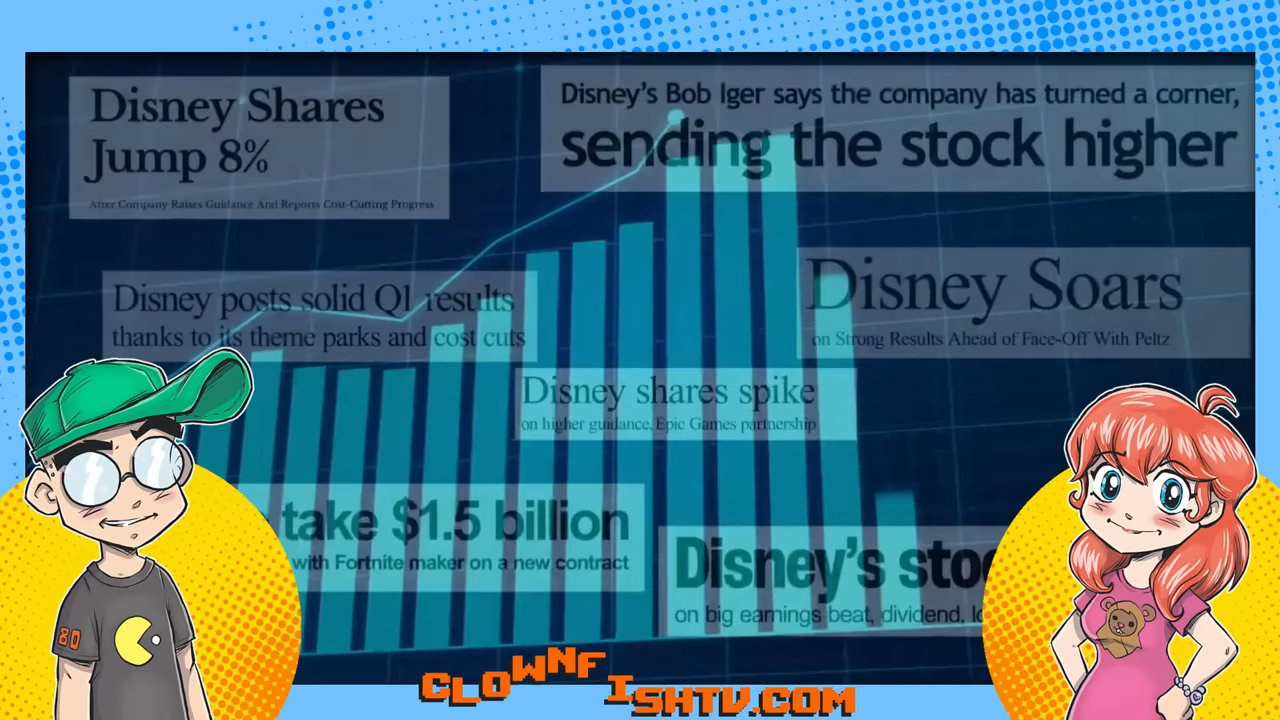 Disney Shares
Jump 8%
After Company Raises Guidance And Reports Cost-Cutting Progress
Disney's Bob Iger says the company has turned a corner,
sending the stock higher
Disney posts solid Q1 results
thanks to its theme parks and cost cuts
Disney Soars
on Strong Results Ahead of Face-Off With Peltz
Disney shares spike
on higher guidance, Epic Games partnership
take $1.5 billion
with Fortnite maker on a new contract
Disney's
on big earnings beat, dividend,
80
CLOWNFISHTV.COM